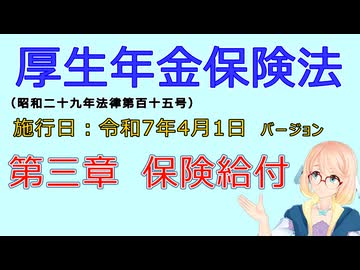 厚生年金保険法
（昭和二十九年法律第百十五号）
施行日：令和7年4月1日 バージョン
第三章 保険給付